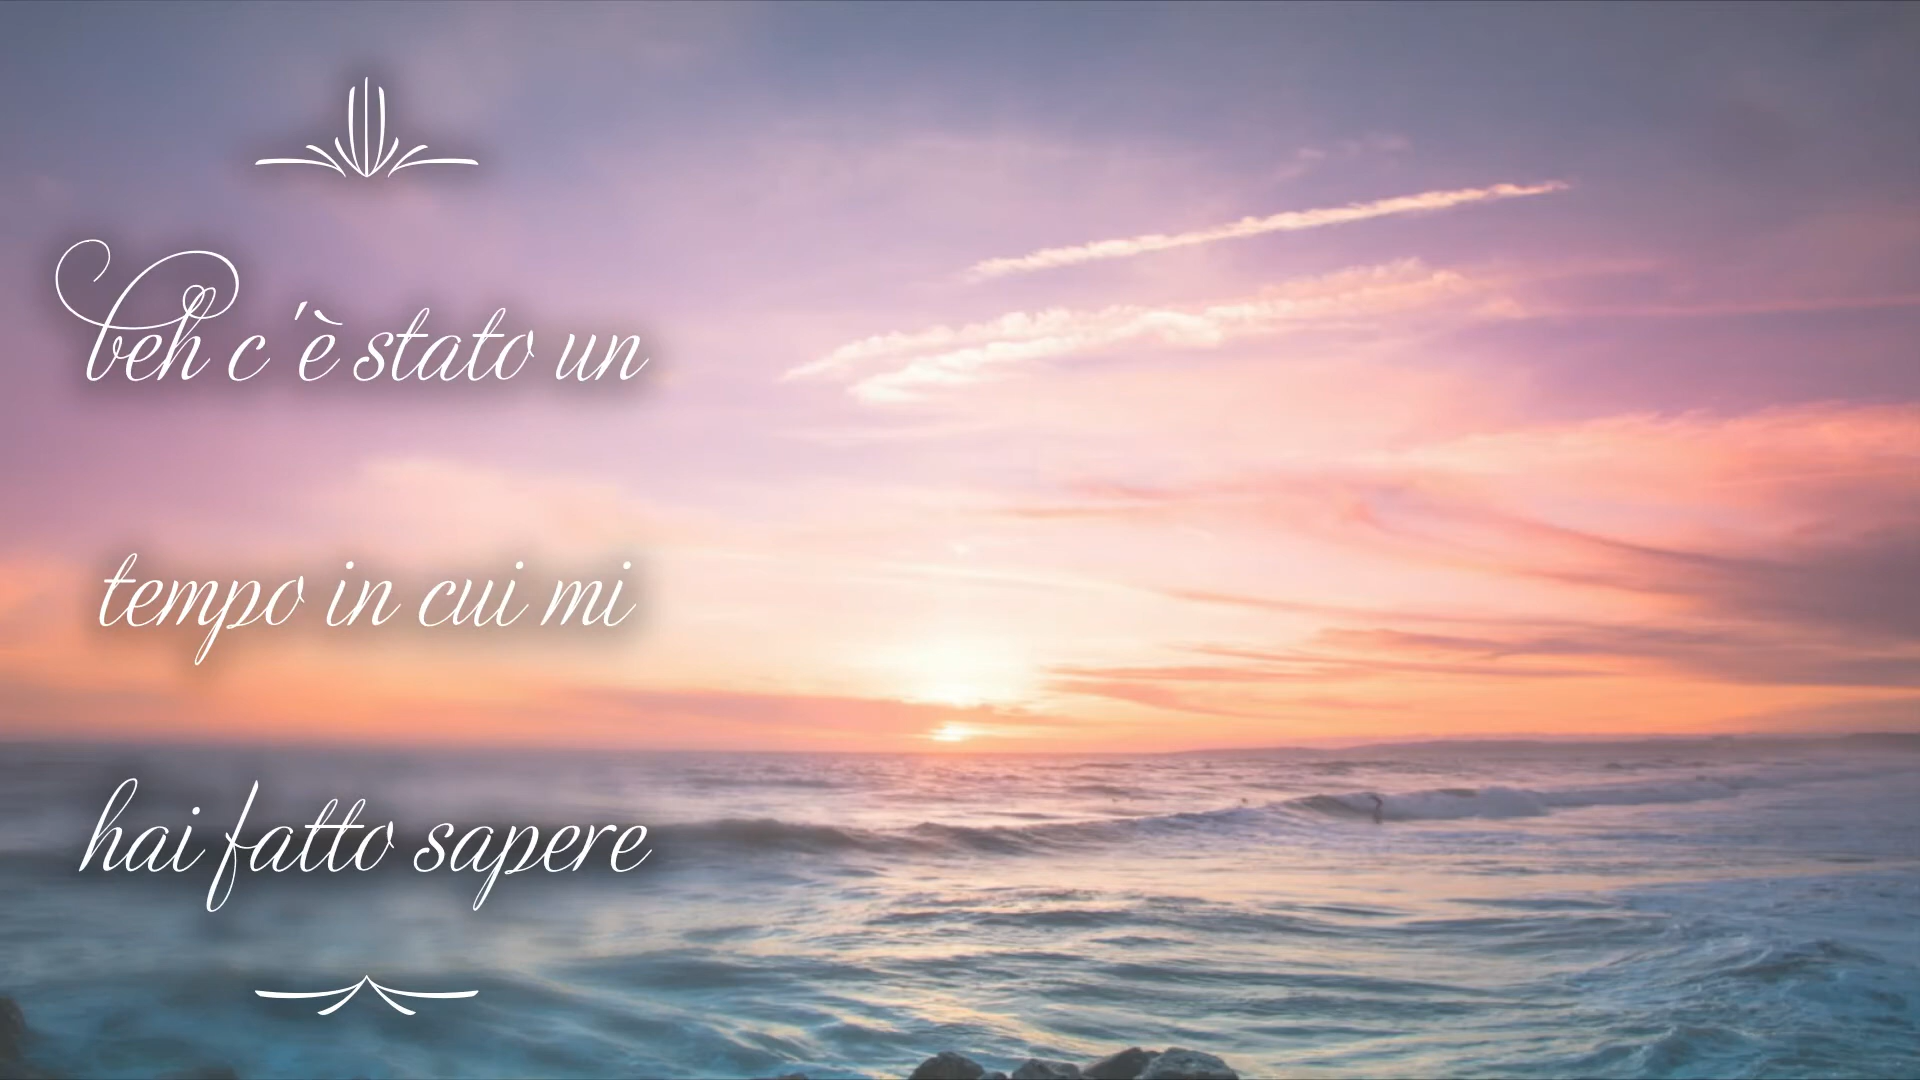 beh c'è stato un
tempo in cui mi
hai fatto sapere